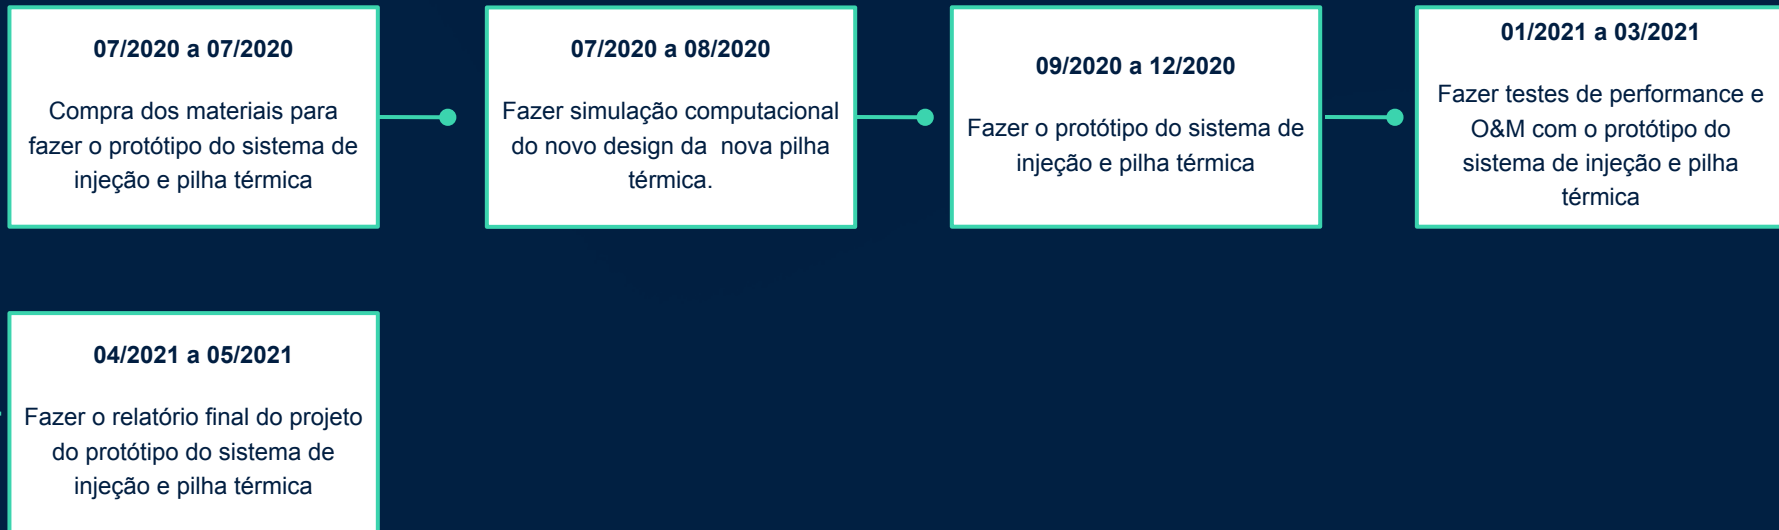 07/2020 a 07/2020
Compra dos materiais para
fazer o protótipo do sistema de
injeção e pilha térmica
07/2020 a 08/2020
Fazer simulação computacional
do novo design da  nova pilha
térmica.
09/2020 a 12/2020
Fazer o protótipo do sistema de
injeção e pilha térmica
01/2021 a 03/2021
Fazer testes de performance e
O&M com o protótipo do
sistema de injeção e pilha
térmica
04/2021 a 05/2021
Fazer o relatório final do projeto
do protótipo do sistema de
injeção e pilha térmica